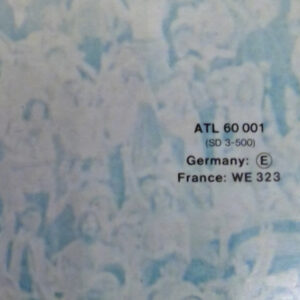 ATL 60 001
(SD 3-500)
Germany: Ⓔ
France: WE 323